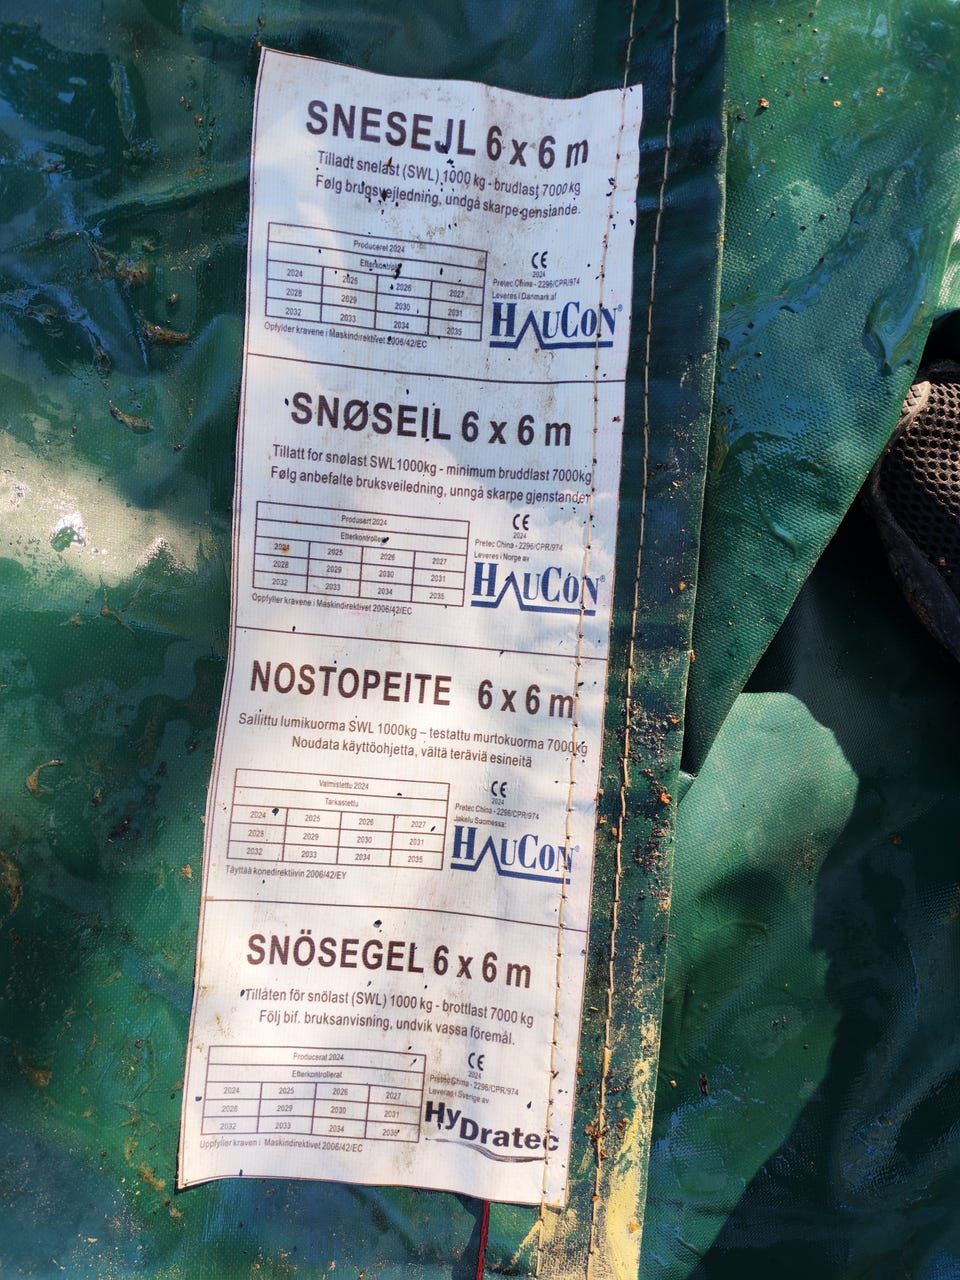 SNESEJL 6 x 6 m
Tilladt snelast (SWL) 1000 kg - brudlast 7000 kg
Følg brugsvejledning, undgå skarpe genstande.
Produceret 2024
Efterkontrol
2024 2025 2026 2027
2028 2029 2030 2031
2032 2033 2034 2035
Opfylder kravene i Maskindirektivet 2006/42/EC
CE
2024
Pretec China - 2296/CPR/974
Leveres i Danmark af
HAUCON®
SNØSEIL 6 x 6 m
Tillatt for snølast SWL1000kg - minimum bruddlast 7000kg
Følg anbefalte bruksveiledning, unngå skarpe gjenstander
Produsert 2024
Etterkontrollert
2024 2025 2026 2027
2028 2029 2030 2031
2032 2033 2034 2035
Oppfyller kravene i Maskindirektivet 2006/42/EC
CE
2024
Pretec China - 2296/CPR/974
Leveres i Norge av
HAUCON®
NOSTOPEITE 6 x 6 m
Sallittu lumikuorma SWL 1000kg – testattu murtokuorma 7000kg
Noudata käyttöohjetta, vältä teräviä esineitä
Valmistettu 2024
Tarkastettu
2024 2025 2026 2027
2028 2029 2030 2031
2032 2033 2034 2035
Täyttää konedirektiivin 2006/42/EY
CE
2024
Pretec China - 2296/CPR/974
Jakelu Suomessa:
HAUCON®
SNÖSEGEL 6 x 6 m
Tillåten för snölast (SWL) 1000 kg - brottlast 7000 kg
Följ bif. bruksanvisning, undvik vassa föremål.
Producerat 2024
Efterkontrollerat
2024 2025 2026 2027
2028 2029 2030 2031
2032 2033 2034 2035
Uppfyller kraven i Maskindirektivet 2006/42/EC
CE
2024
Pretec China - 2296/CPR/974
Leveras i Sverige av
HyDratec